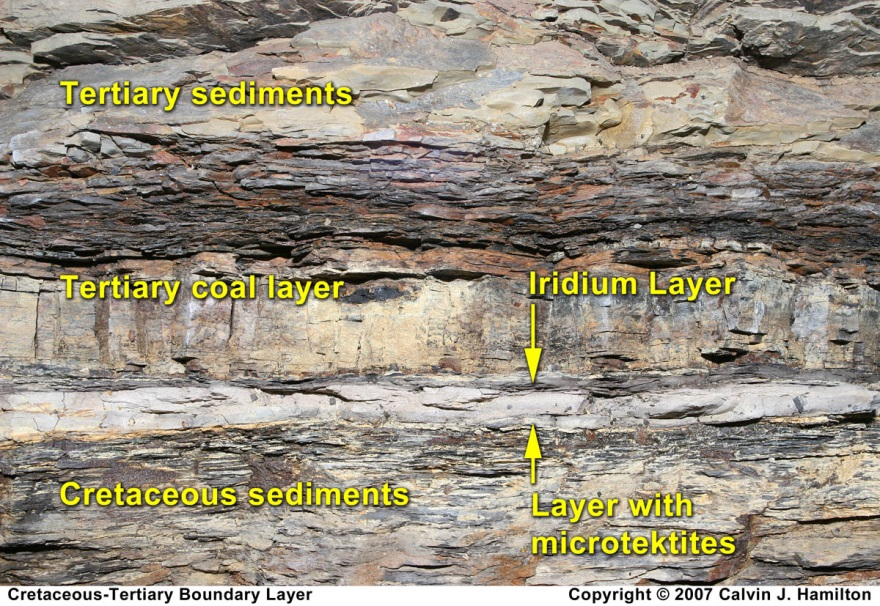 Tertiary sediments
Tertiary coal layer
Iridium Layer
Cretaceous sediments
Layer with
microtektites
Cretaceous-Tertiary Boundary Layer
Copyright © 2007 Calvin J. Hamilton